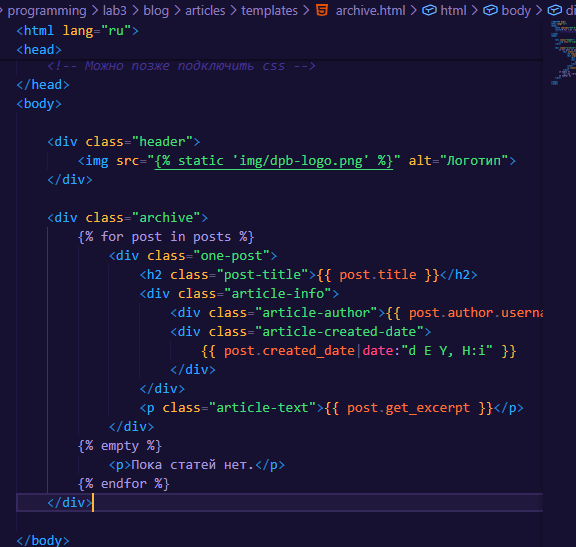 programming > lab3 > blog > articles > templates > archive.html > html > body >
<html lang="ru">
<head>
<!-- Можно позже подключить css -->
</head>
<body>
<div class="header">
<img src="{% static 'img/dpb-logo.png' %}" alt="Логотип">
</div>
<div class="archive">
{% for post in posts %}
<div class="one-post">
<h2 class="post-title">{{ post.title }}</h2>
<div class="article-info">
<div class="article-author">{{ post.author.userna
<div class="article-created-date">
{{ post.created_date|date:"d E Y, H:i" }}
</div>
</div>
<p class="article-text">{{ post.get_excerpt }}</p>
</div>
{% empty %}
<p>Пока статей нет.</p>
{% endfor %}
</div>
</body>